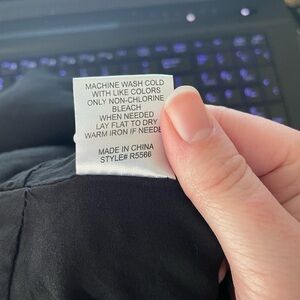 MACHINE WASH COLD
WITH LIKE COLORS
ONLY NON-CHLORINE
BLEACH
WHEN NEEDED
LAY FLAT TO DRY
WARM IRON IF NEEDE
MADE IN CHINA
STYLE# R5566